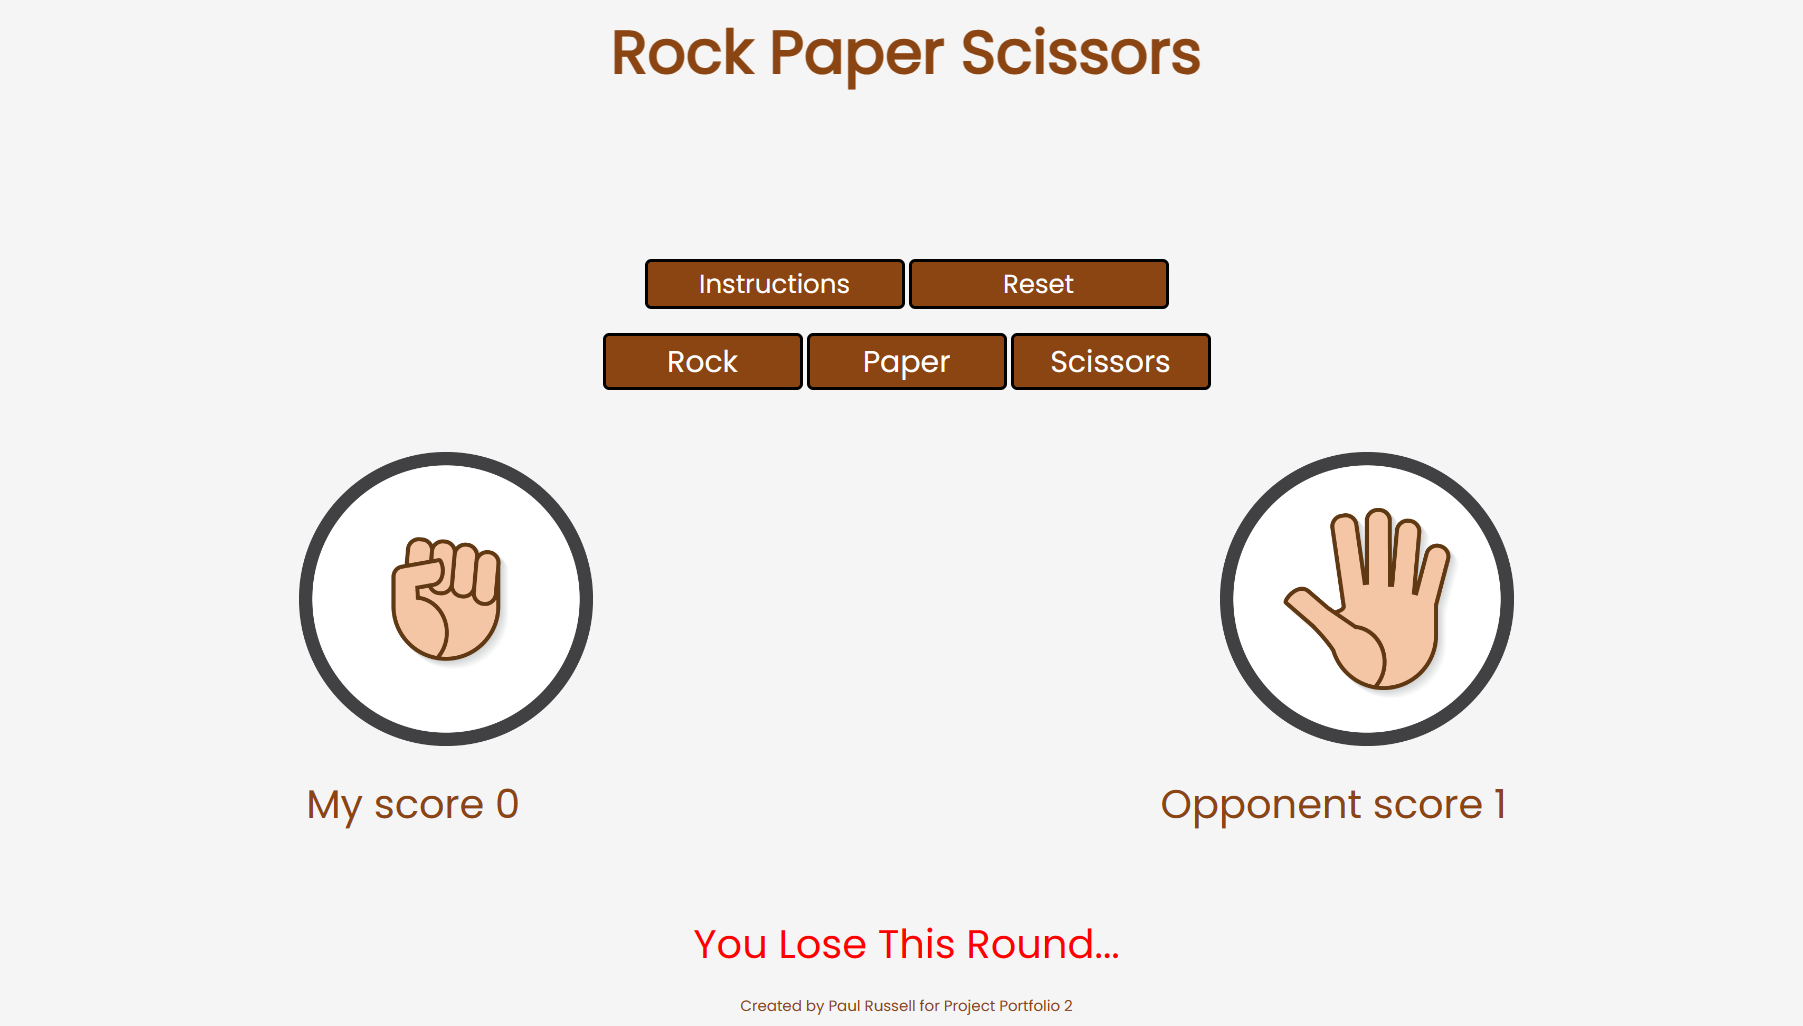 Rock Paper Scissors
Instructions Reset
Rock Paper Scissors
My score 0 Opponent score 1
You Lose This Round...
Created by Paul Russell for Project Portfolio 2